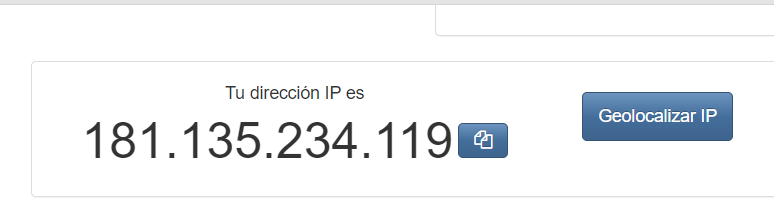 Tu dirección IP es
181.135.234.119
Geolocalizar IP